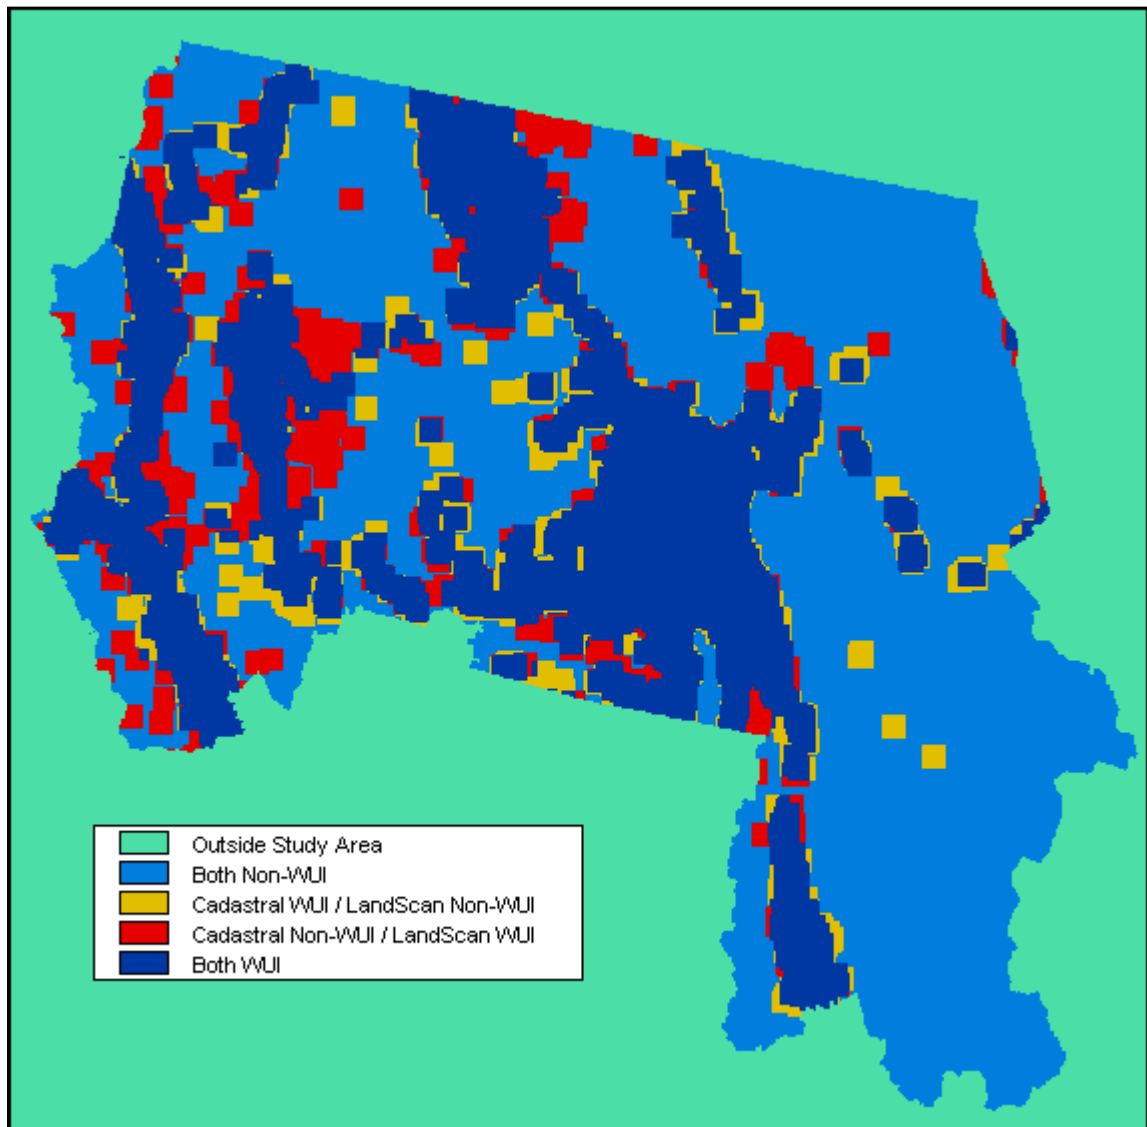 Outside Study Area
Both Non-WUI
Cadastral WUI / LandScan Non-WUI
Cadastral Non-WUI / LandScan WUI
Both WUI